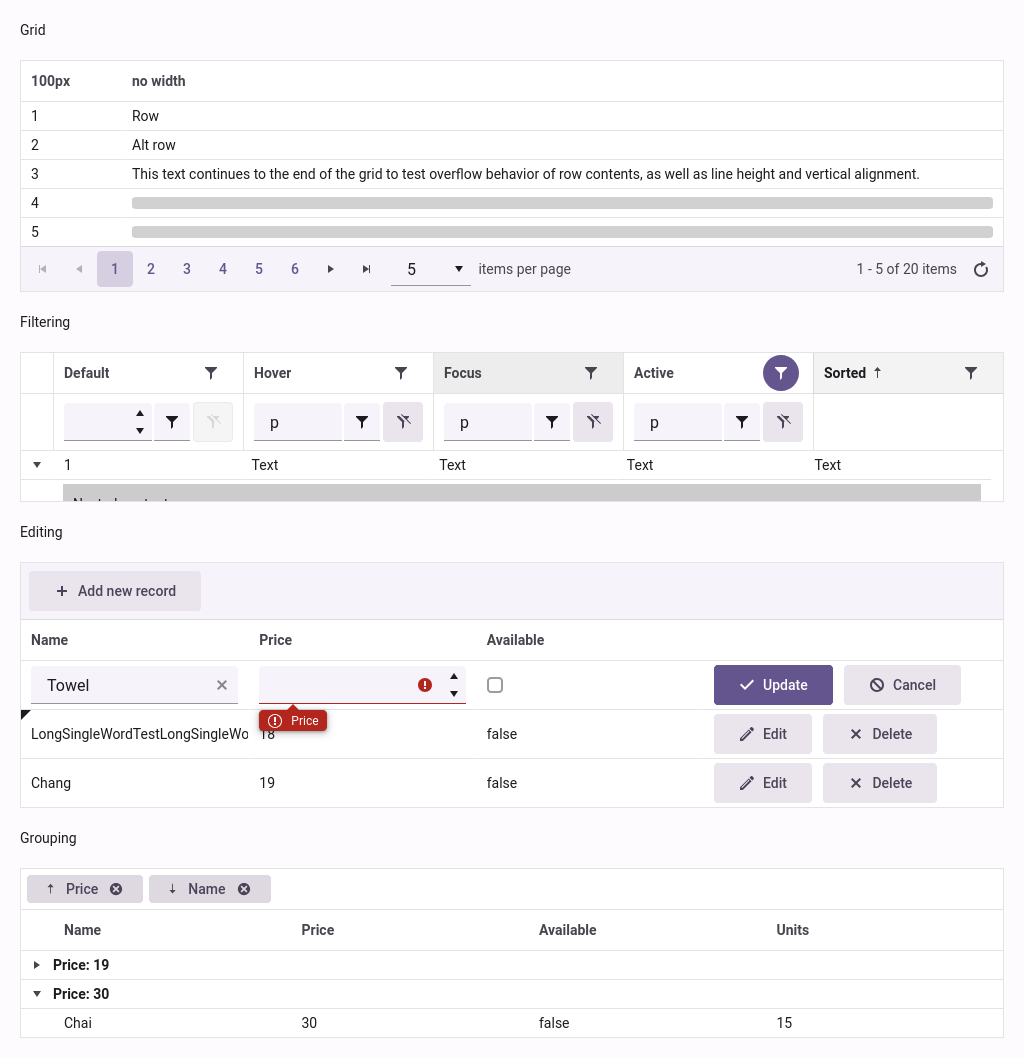 Grid
100px no width
1 Row
2 Alt row
3 This text continues to the end of the grid to test overflow behavior of row contents, as well as line height and vertical alignment.
4
5
1 2 3 4 5 6 5 items per page 1 - 5 of 20 items
Filtering
Default Hover Focus Active Sorted
p p p
1 Text Text Text Text
Editing
Add new record
Name Price Available
Towel Update Cancel
Price
LongSingleWordTestLongSingleWo 18 false Edit Delete
Chang 19 false Edit Delete
Grouping
Price Name
Name Price Available Units
Price: 19
Price: 30
Chai 30 false 15